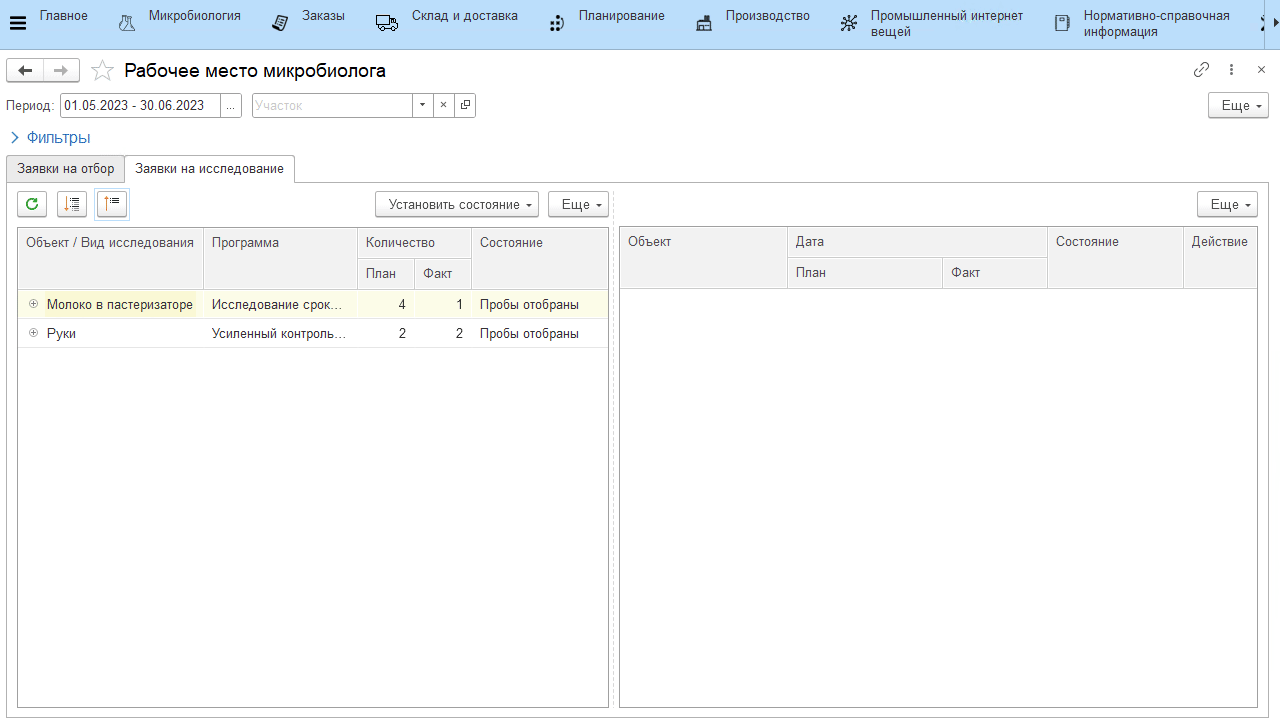 Главное
Микробиология
Заказы
Склад и доставка
Планирование
Производство
Промышленный интернет
вещей
Нормативно-справочная
информация
Рабочее место микробиолога
Период:
01.05.2023 - 30.06.2023
...
Участок
Еще
Фильтры
Заявки на отбор
Заявки на исследование
Установить состояние
Еще
Еще
Объект / Вид исследования
Программа
Количество
Состояние
План
Факт
Молоко в пастеризаторе
Исследование срок...
4
1
Пробы отобраны
Руки
Усиленный контроль...
2
2
Пробы отобраны
Объект
Дата
Состояние
Действие
План
Факт